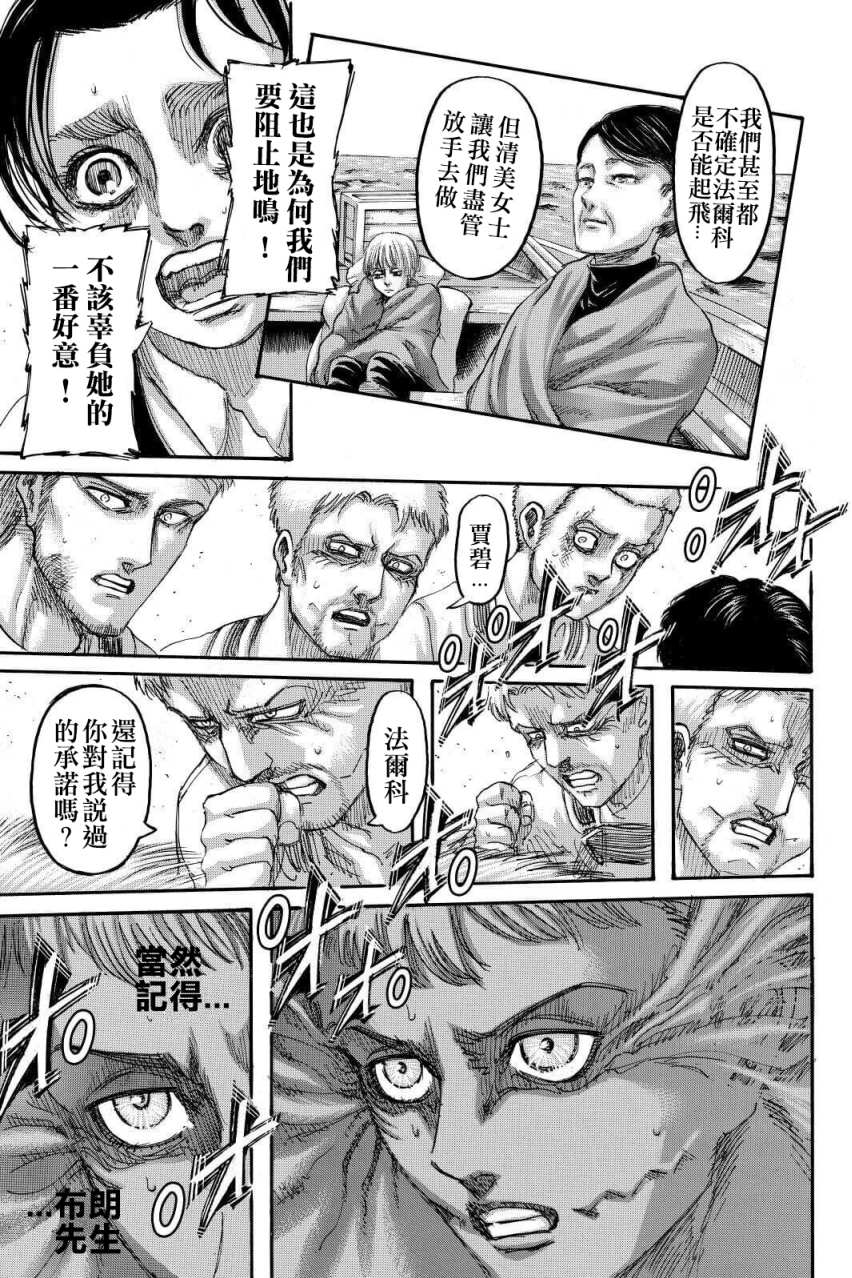 我們甚至都
不確定法爾科
是否能起飛…
但清美女士
讓我們盡管
放手去做
這也是為何我們
要阻止地鳴！
不該辜負她的
一番好意！
賈碧…
法爾科
還記得
你對我説過
的承諾嗎？
當然
記得…
…布朗
先生